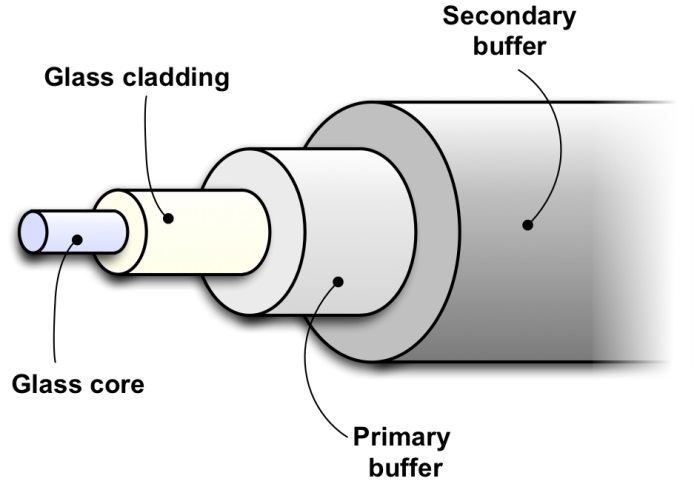 Secondary
buffer
Glass cladding
Glass core
Primary
buffer